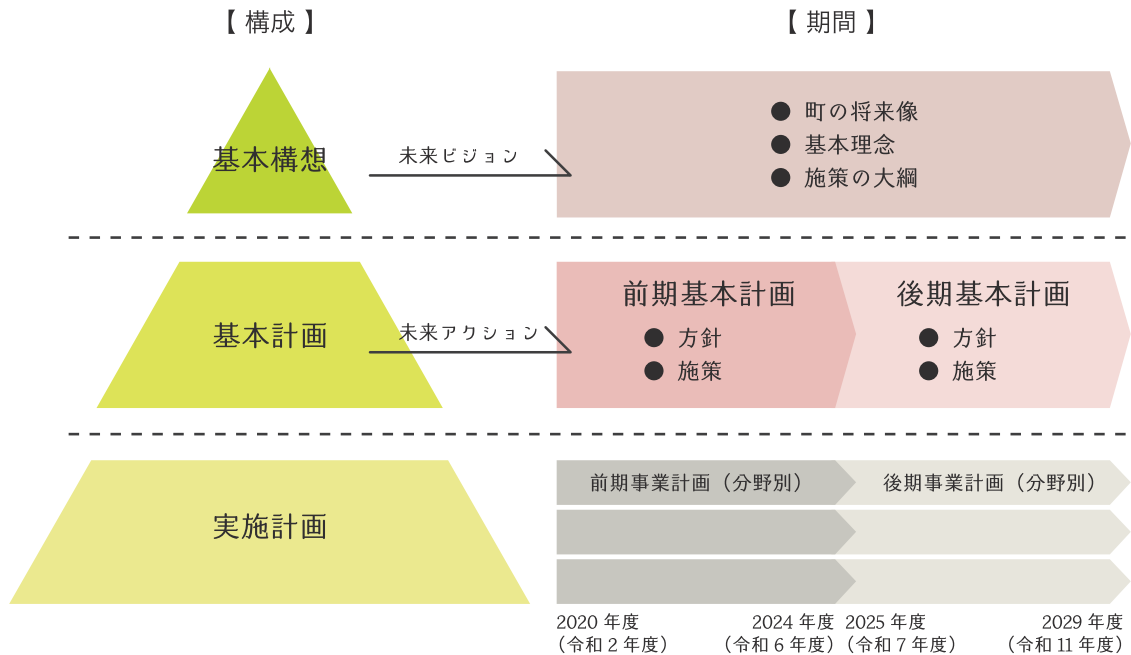 【 構成 】
【 期間 】
基本構想
未来ビジョン
● 町の将来像
● 基本理念
● 施策の大綱
基本計画
未来アクション
前期基本計画
● 方針
● 施策
後期基本計画
● 方針
● 施策
実施計画
前期事業計画（分野別）
後期事業計画（分野別）
2020 年度
（令和 2 年度）
2024 年度
（令和 6 年度）
2025 年度
（令和 7 年度）
2029 年度
（令和 11 年度）